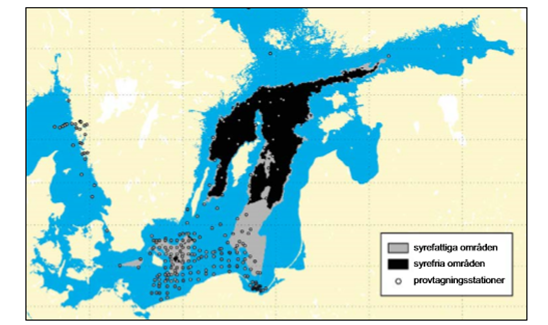 syrefattiga områden
syrefria områden
provtagningsstationer